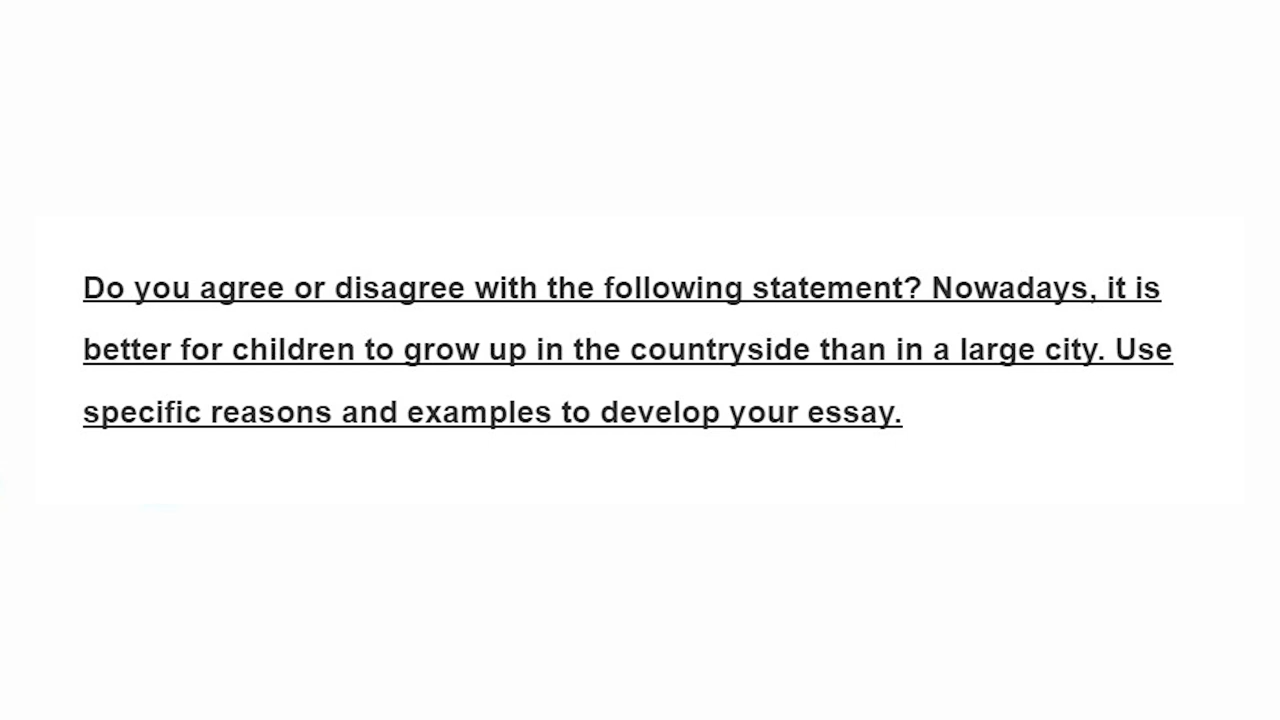 Do you agree or disagree with the following statement? Nowadays, it is
better for children to grow up in the countryside than in a large city. Use
specific reasons and examples to develop your essay.